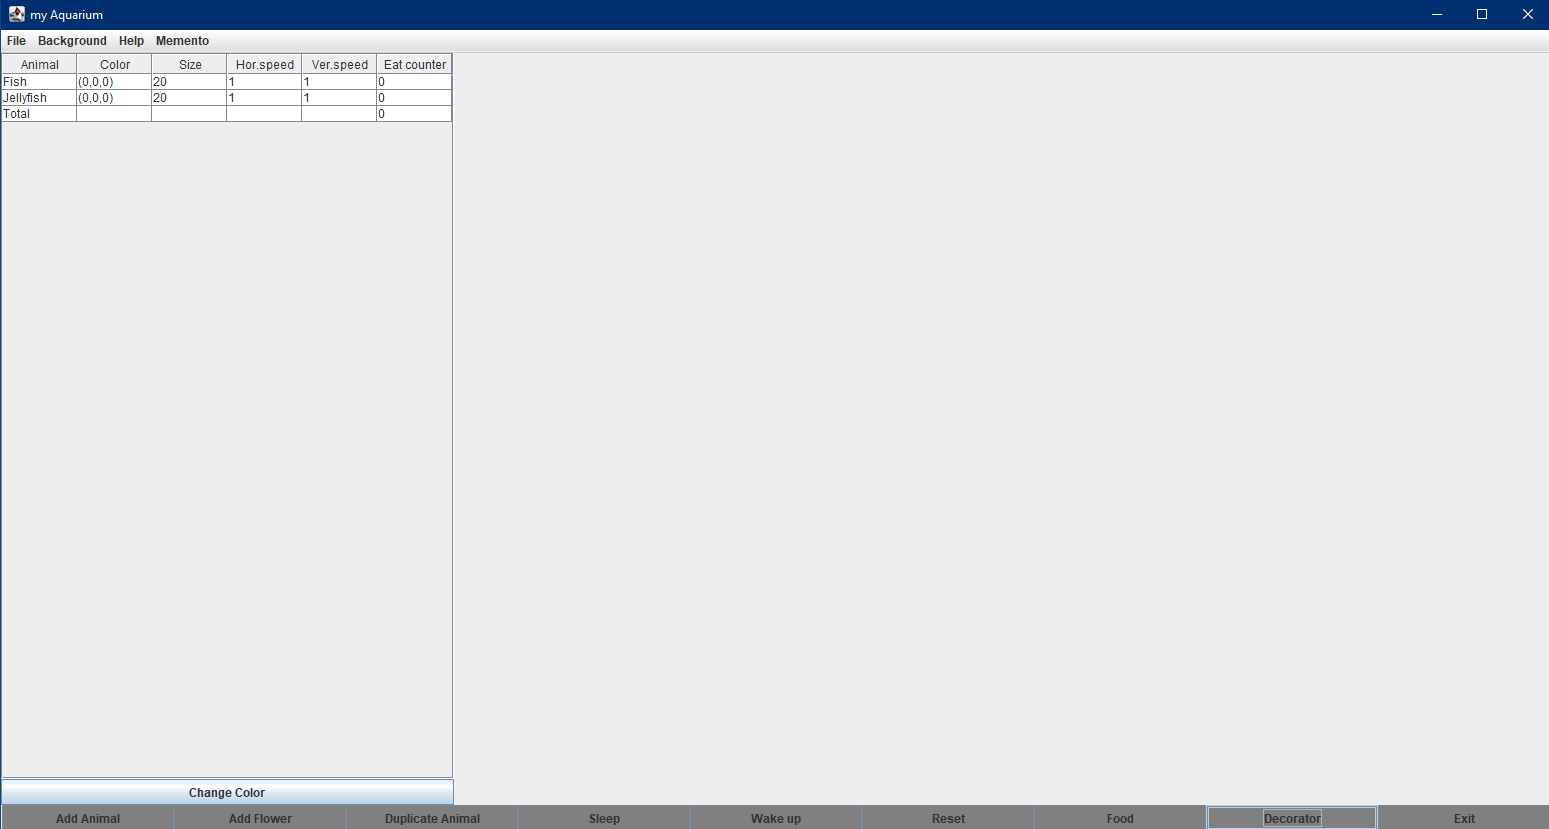 my Aquarium
File Background Help Memento
Animal Color Size Hor.speed Ver.speed Eat counter
Fish (0,0,0) 20 1 1 0
Jellyfish (0,0,0) 20 1 1 0
Total 0
Change Color
Add Animal Add Flower Duplicate Animal Sleep Wake up Reset Food Decorator Exit